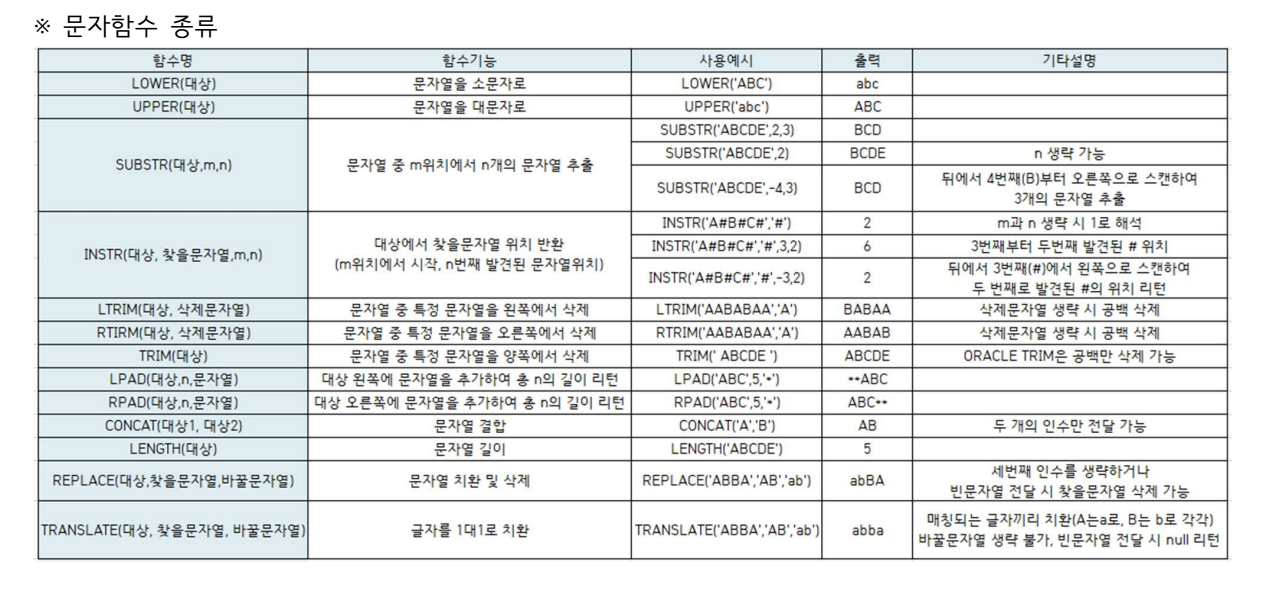 ※ 문자함수 종류
함수명 함수기능 사용예시 출력 기타설명
LOWER(대상) 문자열을 소문자로 LOWER('ABC') abc
UPPER(대상) 문자열을 대문자로 UPPER('abc') ABC
SUBSTR(대상,m,n) 문자열 중 m위치에서 n개의 문자열 추출
SUBSTR('ABCDE',2,3) BCD
SUBSTR('ABCDE',2) BCDE n 생략 가능
SUBSTR('ABCDE',-4,3) BCD
뒤에서 4번째(B)부터 오른쪽으로 스캔하여
3개의 문자열 추출
INSTR(대상, 찾을문자열,m,n)
대상에서 찾을문자열 위치 반환
(m위치에서 시작, n번째 발견된 문자열위치)
INSTR('A#B#C#','#') 2 m과 n 생략 시 1로 해석
INSTR('A#B#C#','#',3,2) 6 3번째부터 두번째 발견된 # 위치
INSTR('A#B#C#','#',-3,2) 2
뒤에서 3번째(#)에서 왼쪽으로 스캔하여
두 번째로 발견된 #의 위치 리턴
LTRIM(대상, 삭제문자열) 문자열 중 특정 문자열을 왼쪽에서 삭제 LTRIM('AABABAA','A') BABAA 삭제문자열 생략 시 공백 삭제
RTIRM(대상, 삭제문자열) 문자열 중 특정 문자열을 오른쪽에서 삭제 RTRIM('AABABAA','A') AABAB 삭제문자열 생략 시 공백 삭제
TRIM(대상) 문자열 중 특정 문자열을 양쪽에서 삭제 TRIM(' ABCDE ') ABCDE ORACLE TRIM은 공백만 삭제 가능
LPAD(대상,n,문자열) 대상 왼쪽에 문자열을 추가하여 총 n의 길이 리턴 LPAD('ABC',5,'*') **ABC
RPAD(대상,n,문자열) 대상 오른쪽에 문자열을 추가하여 총 n의 길이 리턴 RPAD('ABC',5,'*') ABC**
CONCAT(대상1, 대상2) 문자열 결합 CONCAT('A','B') AB 두 개의 인수만 전달 가능
LENGTH(대상) 문자열 길이 LENGTH('ABCDE') 5
REPLACE(대상,찾을문자열,바꿀문자열) 문자열 치환 및 삭제 REPLACE('ABBA','AB','ab') abBA
세번째 인수를 생략하거나
빈문자열 전달 시 찾을문자열 삭제 가능
TRANSLATE(대상, 찾을문자열, 바꿀문자열) 글자를 1대1로 치환 TRANSLATE('ABBA','AB','ab') abba
매칭되는 글자끼리 치환(A는a로, B는 b로 각각)
바꿀문자열 생략 불가, 빈문자열 전달 시 null 리턴